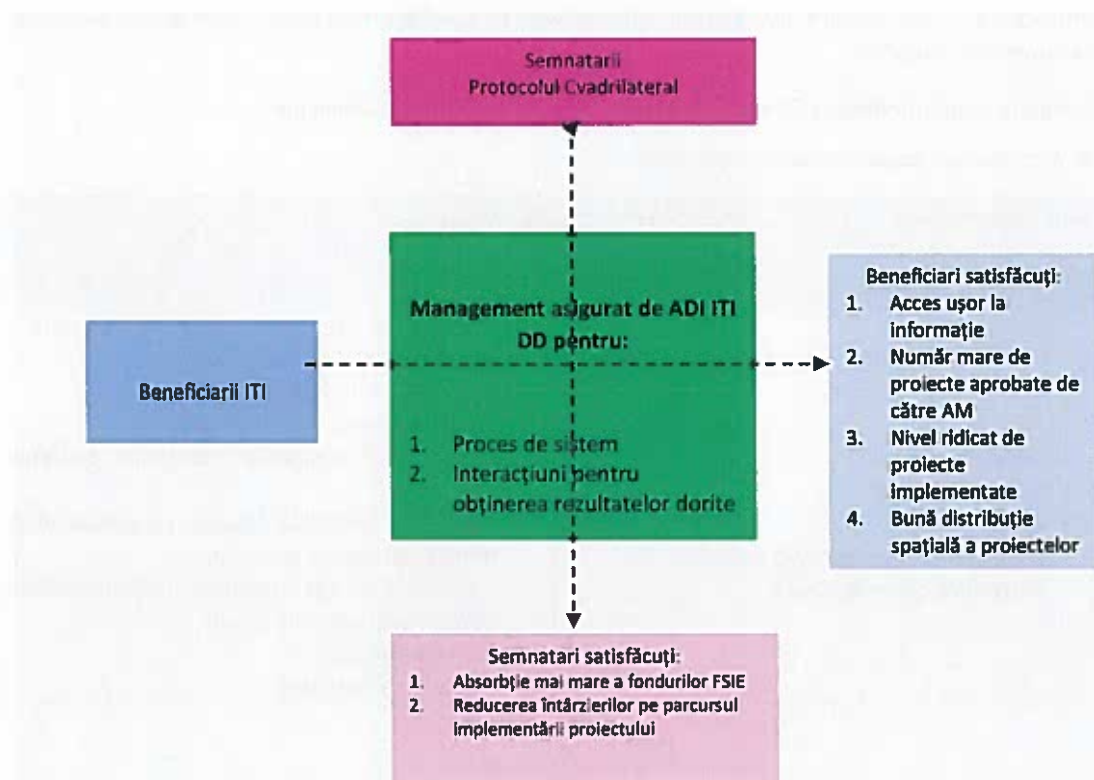 Semnatarii
Protocolul Cvadrilateral
Management asigurat de ADI ITI
DD pentru:
1. Proces de sistem
2. Interacțiuni pentru
obținerea rezultatelor dorite
Beneficiarii ITI
Beneficiari satisfăcuți:
1. Acces ușor la
informație
2. Număr mare de
proiecte aprobate de
către AM
3. Nivel ridicat de
proiecte
implementate
4. Bună distribuție
spațială a proiectelor
Semnatari satisfăcuți:
1. Absorbție mai mare a fondurilor FSIE
2. Reducerea întârzierilor pe parcursul
implementării proiectului